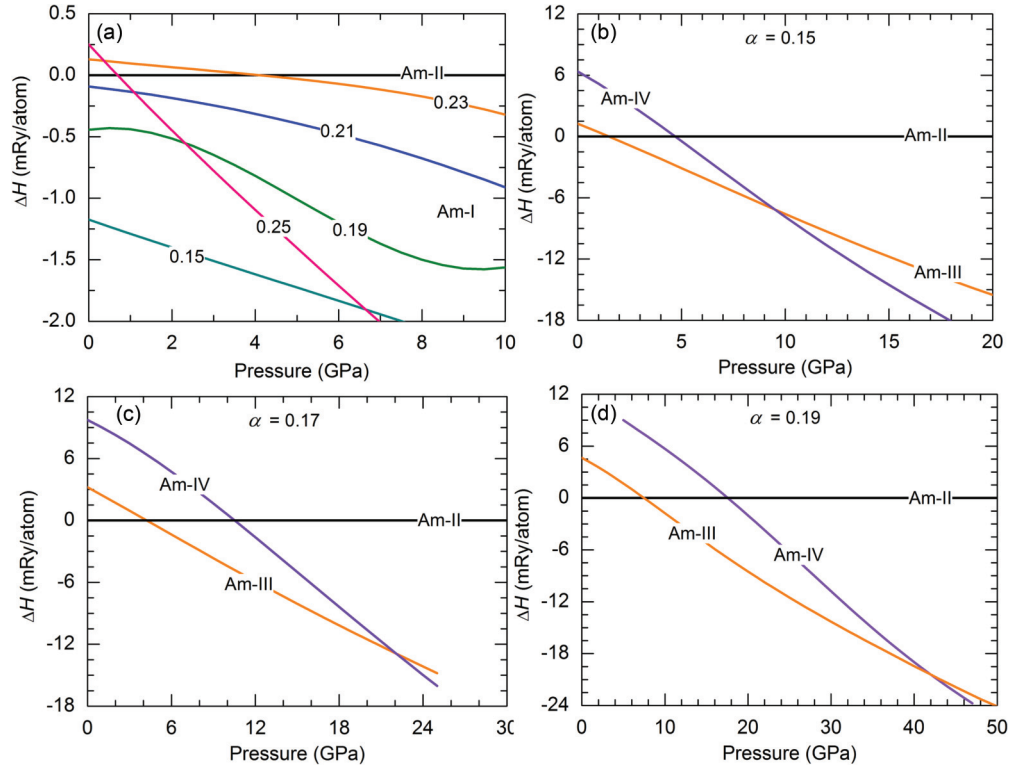 (a)
0.5
0.0
-0.5
-1.0
-1.5
-2.0
ΔH (mRy/atom)
Am-II
0.23
0.21
Am-I
0.25
0.19
0.15
0 2 4 6 8 10
Pressure (GPa)
(b)
α = 0.15
12
6
0
-6
-12
-18
ΔH (mRy/atom)
Am-IV
Am-II
Am-III
0 5 10 15 20
Pressure (GPa)
(c)
α = 0.17
12
6
0
-6
-12
-18
ΔH (mRy/atom)
Am-IV
Am-II
Am-III
0 6 12 18 24 30
Pressure (GPa)
(d)
α = 0.19
12
6
0
-6
-12
-18
-24
ΔH (mRy/atom)
Am-II
Am-III
Am-IV
0 10 20 30 40 50
Pressure (GPa)